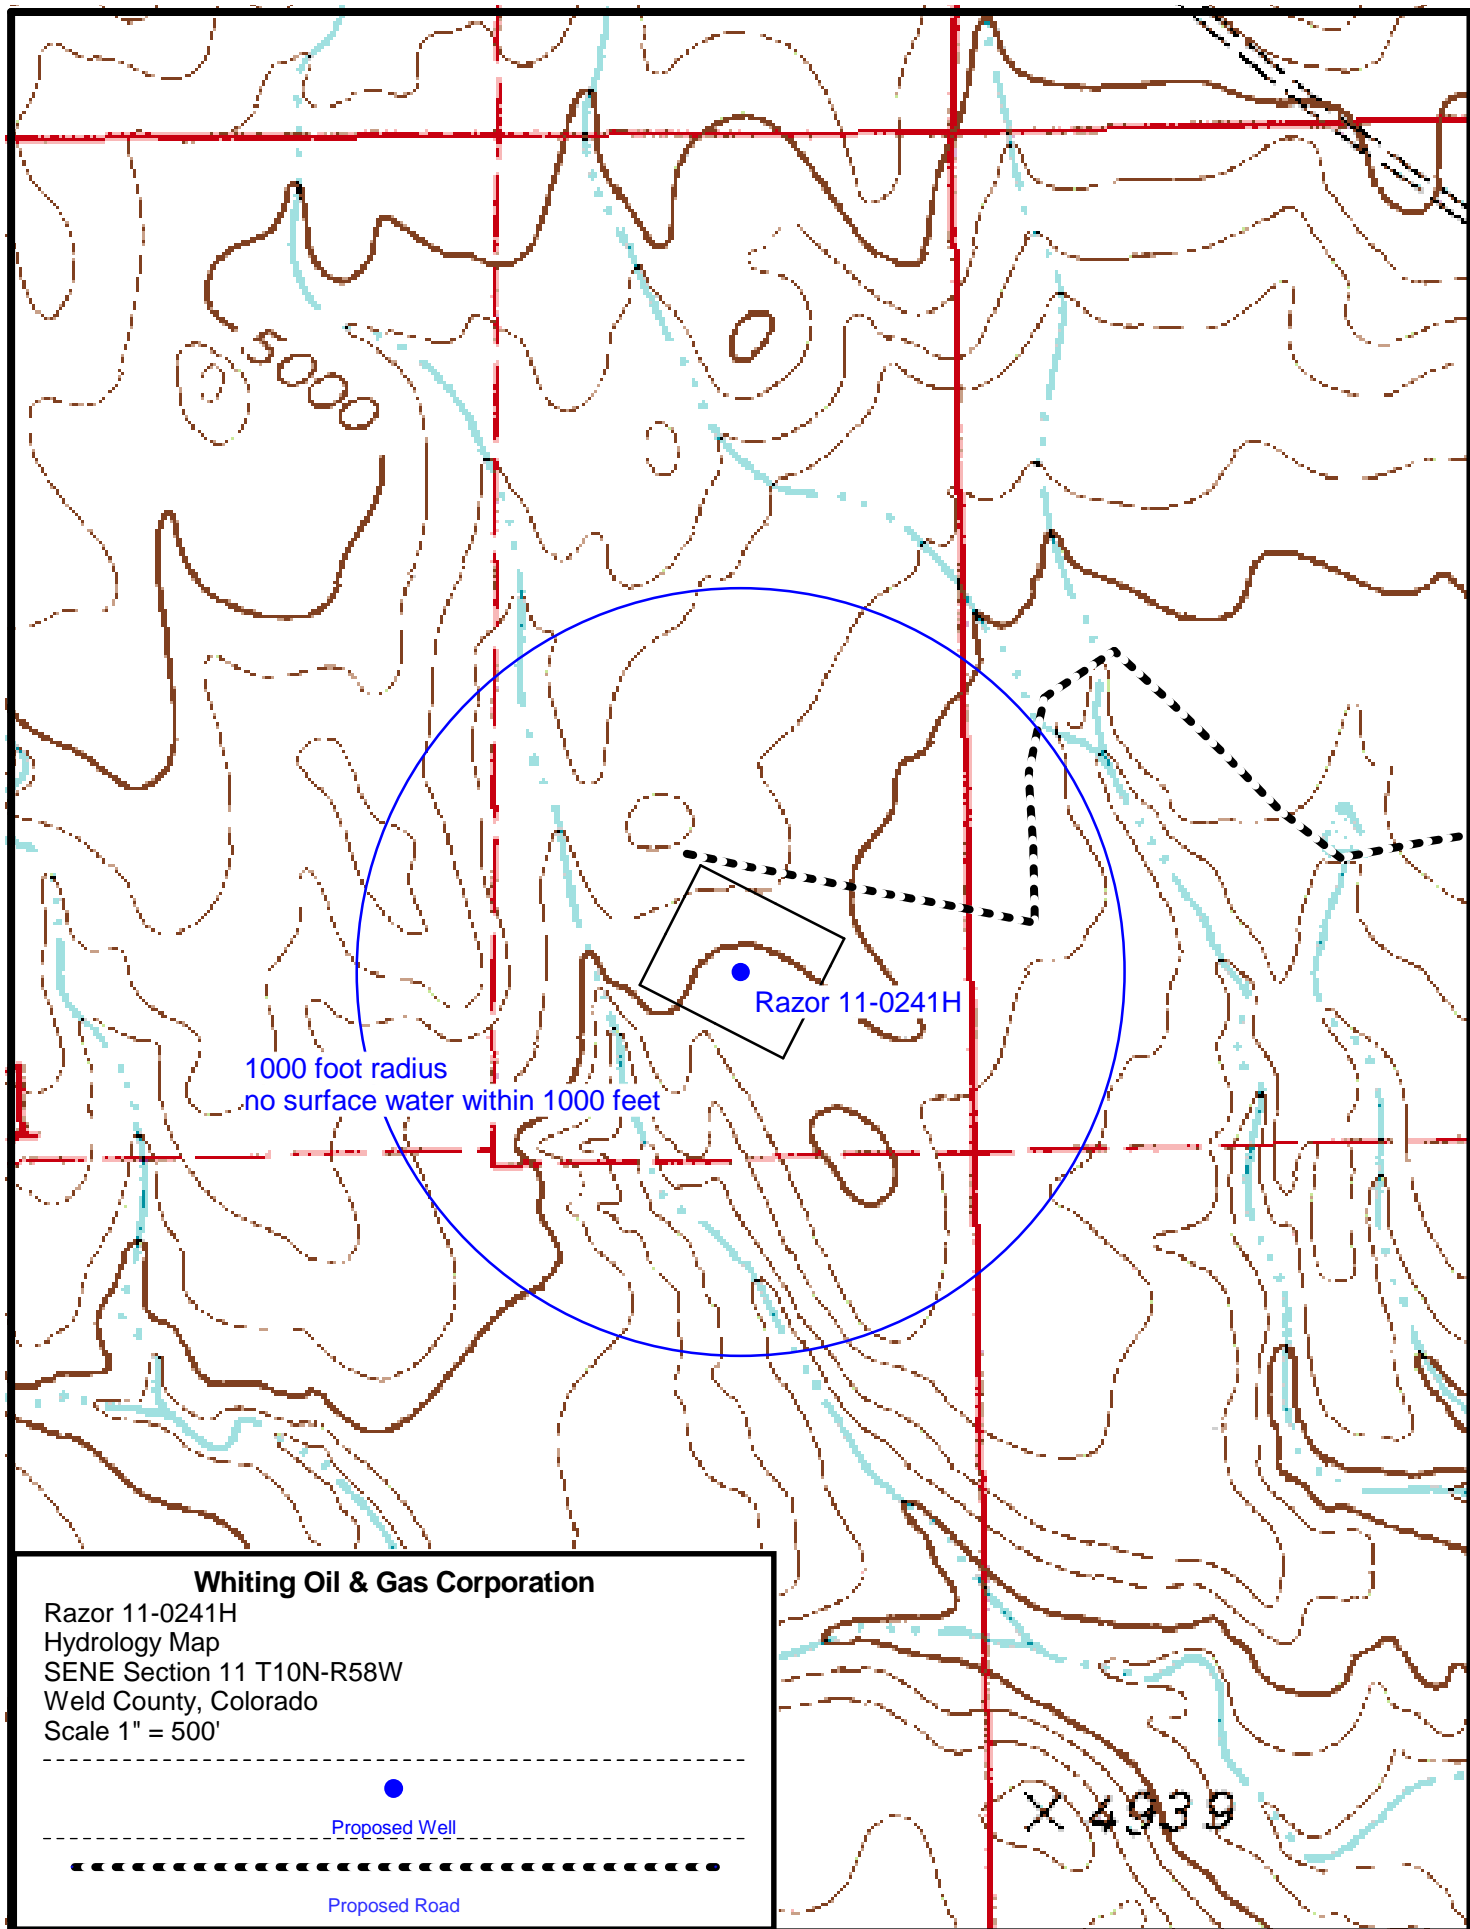 5000
Razor 11-0241H
1000 foot radius
no surface water within 1000 feet
Whiting Oil & Gas Corporation
Razor 11-0241H
Hydrology Map
SENE Section 11 T10N-R58W
Weld County, Colorado
Scale 1" = 500'
Proposed Well
Proposed Road
4939